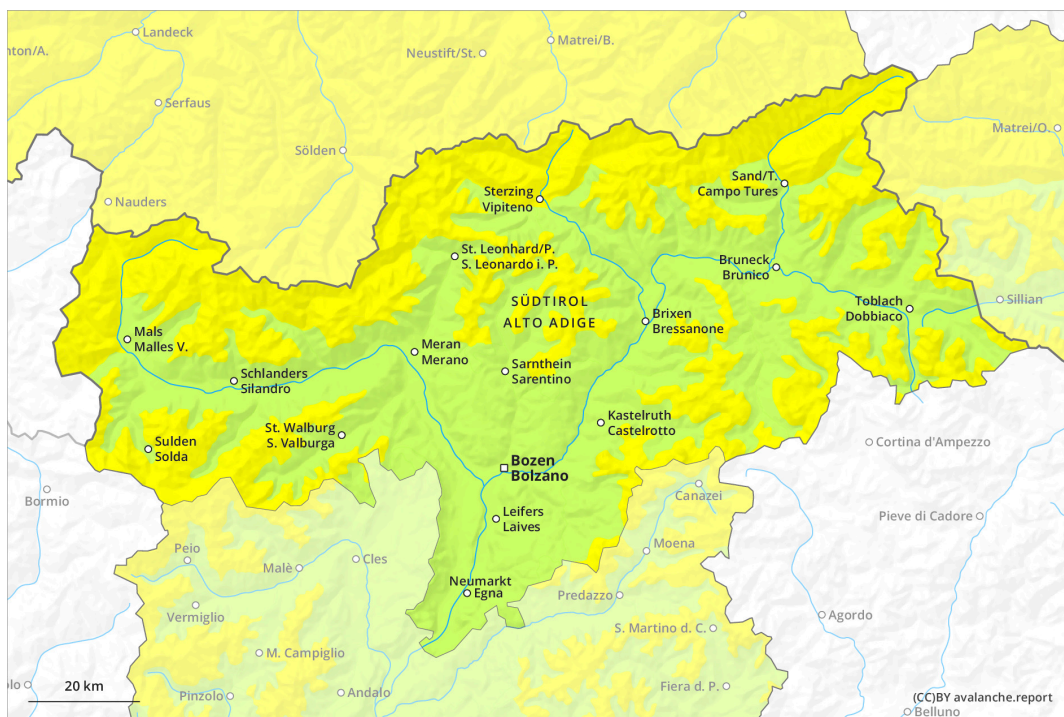 Landeck
nton/A.
Matrei/B.
Neustift/St.
Serfaus
Sölden
Matrei/O.
Nauders
Sand/T.
Campo Tures
Sterzing
Vipiteno
St. Leonhard/P.
S. Leonardo i. P.
Bruneck
Brunico
SÜDTIROL
ALTO ADIGE
Toblach
Dobbiaco
Sillian
Brixen
Bressanone
Mals
Malles V.
Meran
Merano
Sarnthein
Sarentino
Schlanders
Silandro
Kastelruth
Castelrotto
St. Walburg
S. Valburga
Sulden
Solda
Cortina d'Ampezzo
Bozen
Bolzano
Bormio
Canazei
Leifers
Laives
Pieve di Cadore
Moena
Peio
Cles
Malè
Neumarkt
Egna
Predazzo
Vermiglio
Agordo
S. Martino d. C.
M. Campiglio
olo
20 km
Pinzolo
Andalo
Fiera d. P.
(CC)BY avalanche.report
Belluno